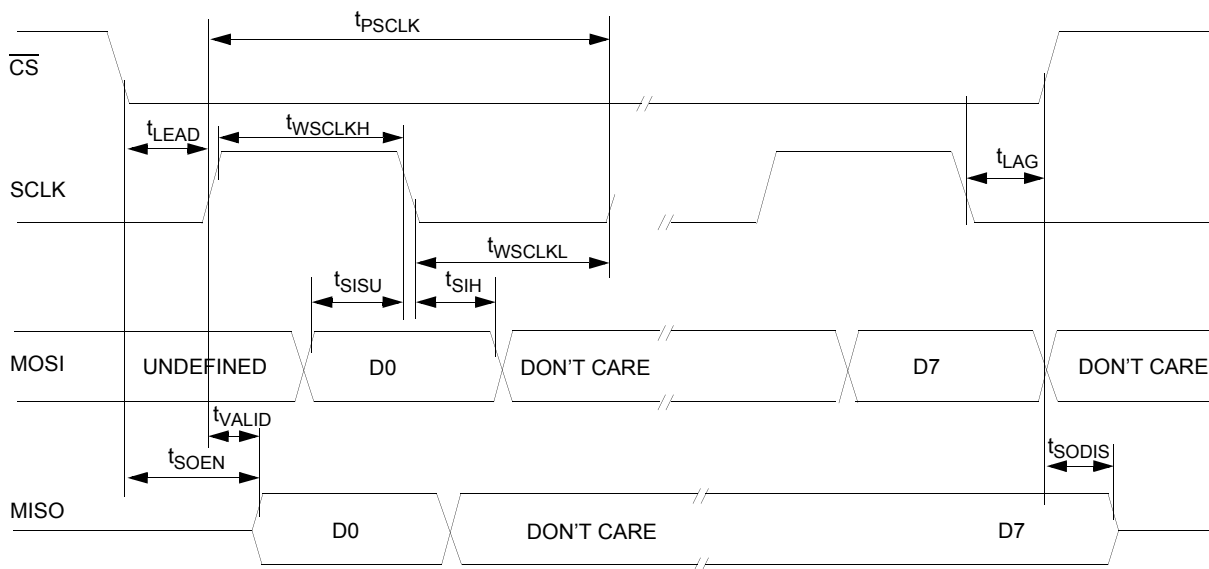 tPSCLK
CS
tLEAD
tWSCLKH
tLAG
SCLK
tWSCLKL
tSISU
tSIH
MOSI
UNDEFINED
D0
DON'T CARE
D7
DON'T CARE
tVALID
tSOEN
tSODIS
MISO
D0
DON'T CARE
D7